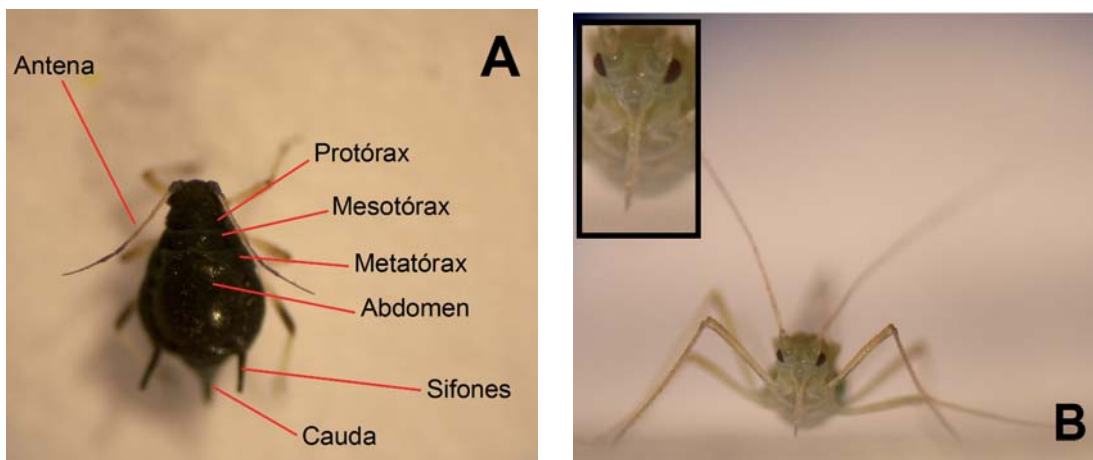 A
Antena
Protórax
Mesotórax
Metatórax
Abdomen
Sifones
Cauda
B